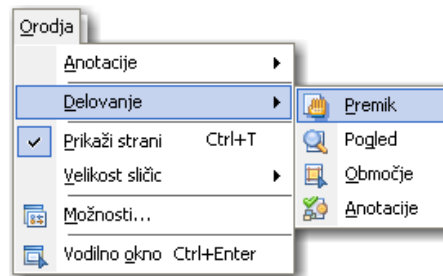 Orodja
Anotacije
Delovanje
Prikaži strani Ctrl+T
Velikost sličic
Možnosti...
Vodilno okno Ctrl+Enter
Premik
Pogled
Območje
Anotacije